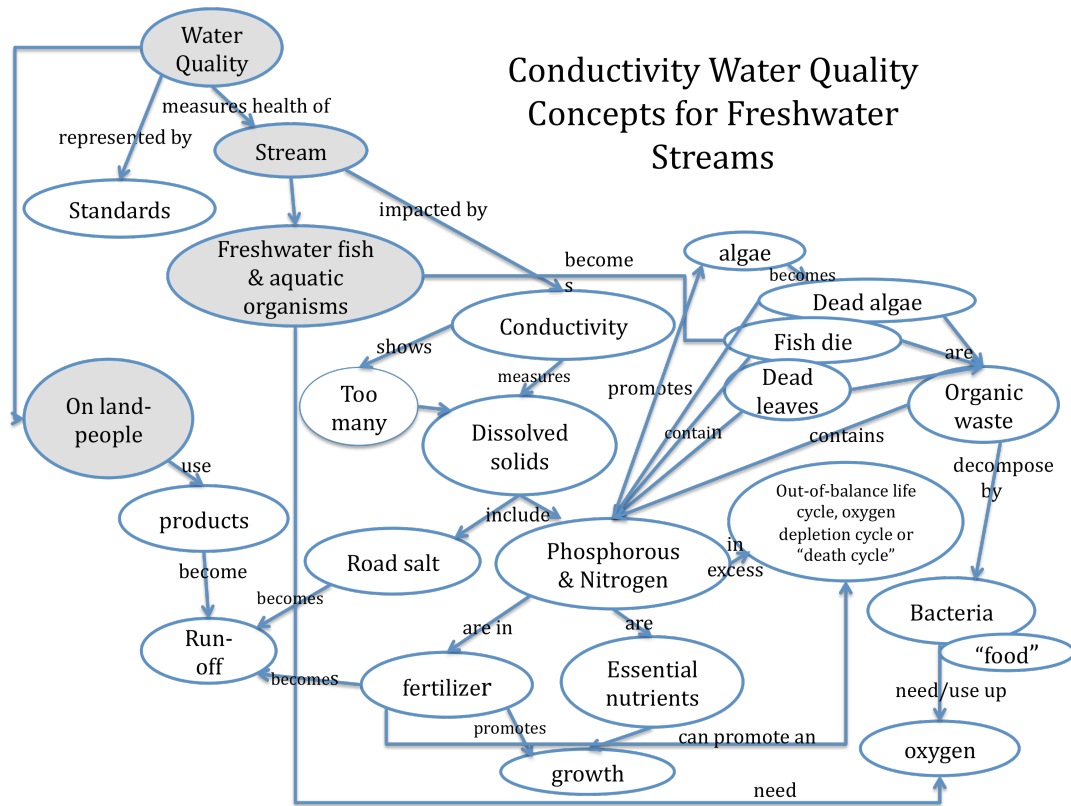 Water
Quality
Conductivity Water Quality
Concepts for Freshwater
Streams
measures health of
represented by
Stream
Standards
impacted by
Freshwater fish
& aquatic
organisms
become
s
algae
becomes
Dead algae
Conductivity
Fish die
shows
are
measures
promotes
Dead
leaves
Organic
waste
Too
many
On land-
people
Dissolved
solids
contain
contains
use
decompose
by
Out-of-balance life
cycle, oxygen
depletion cycle or
“death cycle”
products
include
in
excess
Road salt
Phosphorous
& Nitrogen
become
becomes
Bacteria
are in
are
Run-
off
“food”
becomes
fertilizer
Essential
nutrients
need/use up
promotes
can promote an
oxygen
growth
need